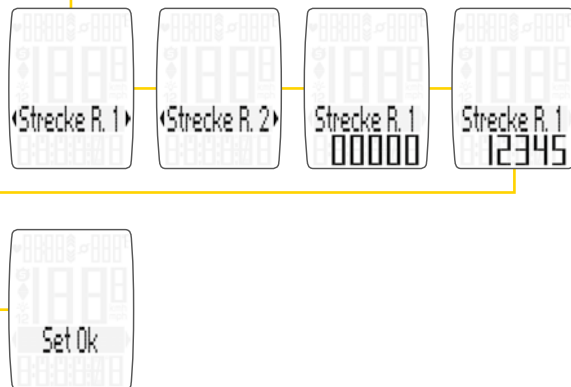 Strecke R. 1
Strecke R. 2
Strecke R. 1
00000
Strecke R. 1
12345
Set Ok